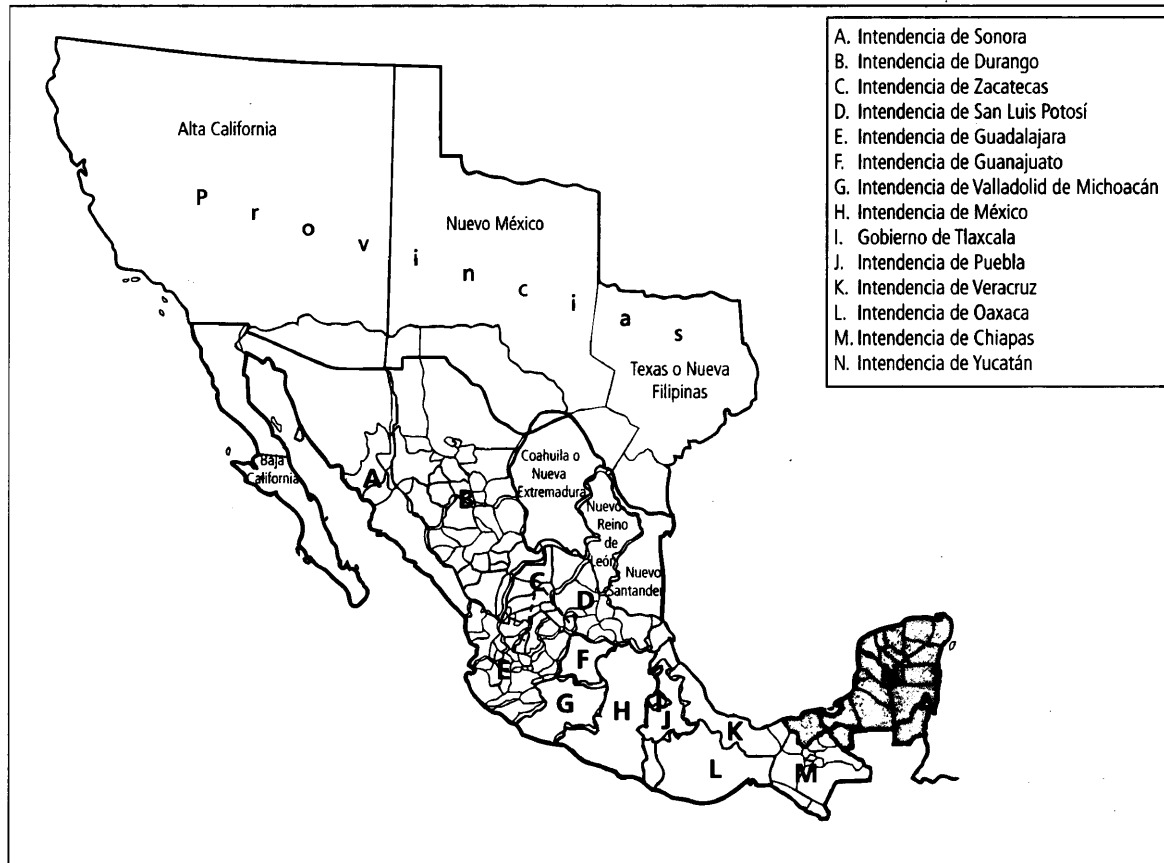 A. Intendencia de Sonora
B. Intendencia de Durango
C. Intendencia de Zacatecas
D. Intendencia de San Luis Potosí
E. Intendencia de Guadalajara
F. Intendencia de Guanajuato
G. Intendencia de Valladolid de Michoacán
H. Intendencia de México
I. Gobierno de Tlaxcala
J. Intendencia de Puebla
K. Intendencia de Veracruz
L. Intendencia de Oaxaca
M. Intendencia de Chiapas
N. Intendencia de Yucatán
Alta California
Provincias
Nuevo México
Texas o Nueva
Filipinas
Baja
California
Coahuila o
Nueva
Extremadura
Nuevo
Reino
de
León
Nuevo
Santander
A
B
C
D
E
F
G
H
I
J
K
L
M